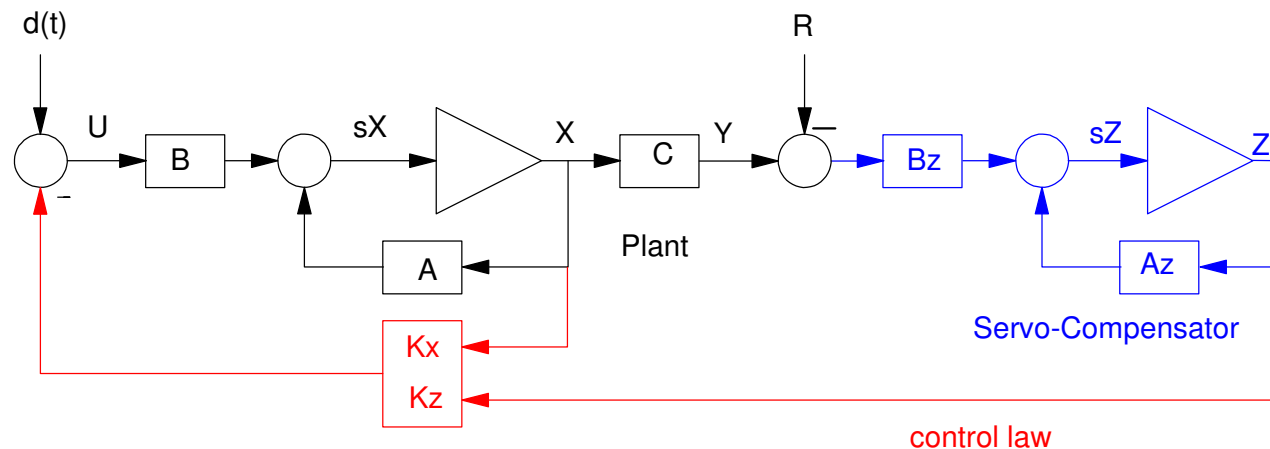 d(t)
R
U
B
sX
X
C
Y
Bz
sZ
Z
A
Plant
Az
Servo-Compensator
Kx
Kz
control law